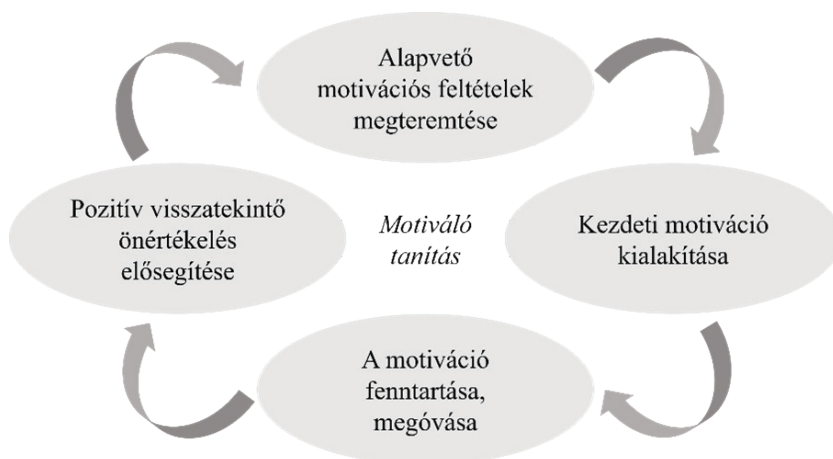 Alapvető
motivációs feltételek
megteremtése
Pozitív visszatekintő
önértékelés
elősegítése
Motiváló
tanítás
Kezdeti motiváció
kialakítása
A motiváció
fenntartása,
megóvása